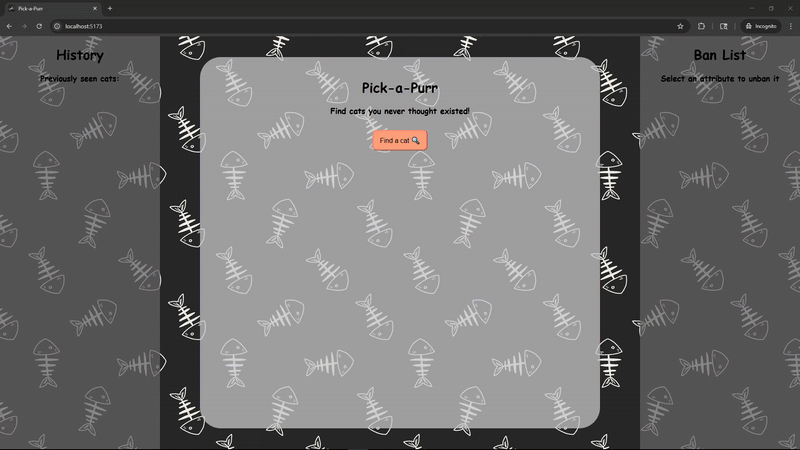 Pick-a-Purr
localhost:5173
Incognito
History
Previously seen cats:
Pick-a-Purr
Find cats you never thought existed!
Find a cat 🔍
Ban List
Select an attribute to unban it